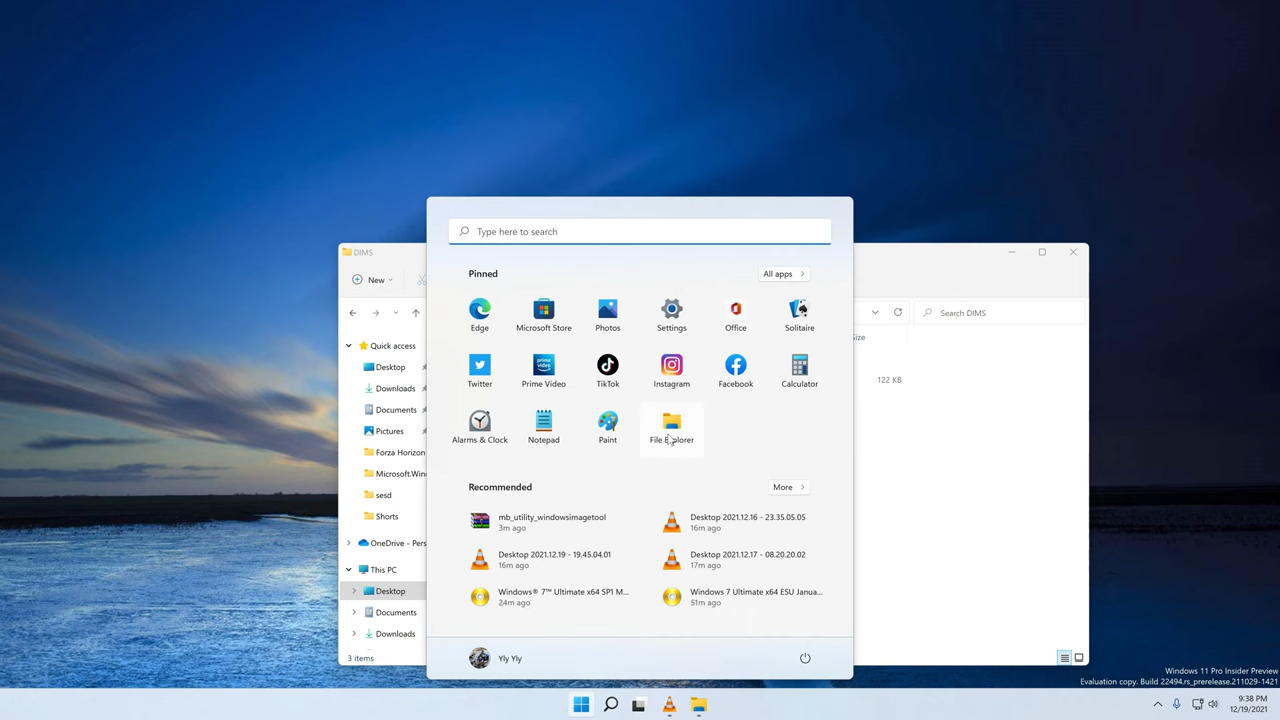 DIMS
New
Search DIMS
Quick access
Desktop
Downloads
Documents
Pictures
Forza Horizon
Microsoft.Win
sesd
Shorts
OneDrive - Pers
This PC
Desktop
Documents
Downloads
3 items
Size
122 KB
Type here to search
Pinned
All apps
Edge
Microsoft Store
Photos
Settings
Office
Solitaire
Twitter
prime video
Prime Video
TikTok
Instagram
Facebook
Calculator
Alarms & Clock
Notepad
Paint
File Explorer
Recommended
More
mb_utility_windowsimagetool
3m ago
Desktop 2021.12.16 - 23.35.05.05
16m ago
Desktop 2021.12.19 - 19.45.04.01
16m ago
Desktop 2021.12.17 - 08.20.20.02
17m ago
Windows® 7™ Ultimate x64 SP1 M...
24m ago
Windows 7 Ultimate x64 ESU Janua...
51m ago
Yly Yly
Windows 11 Pro Insider Preview
Evaluation copy. Build 22494.rs_prerelease.211029-1421
9:38 PM
12/19/2021